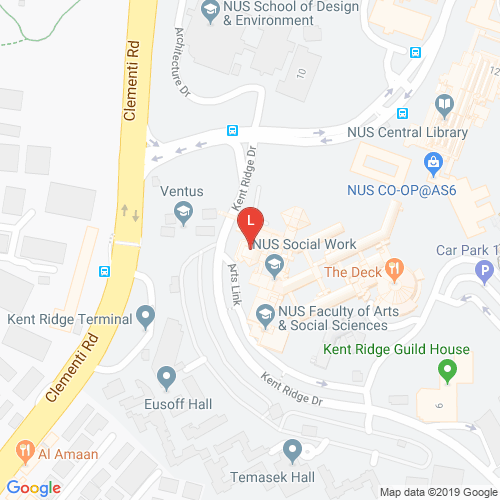 NUS School of Design
& Environment
Clementi Rd
Architecture Dr
10
12
NUS Central Library
Kent Ridge Dr
NUS CO-OP@AS6
Ventus
L
NUS Social Work
Car Park 1
The Deck
Arts Link
NUS Faculty of Arts
& Social Sciences
Kent Ridge Terminal
Clementi Rd
Kent Ridge Guild House
Kent Ridge Dr
Eusoff Hall
9
Al Amaan
Temasek Hall
Google
Map data ©2019 Google